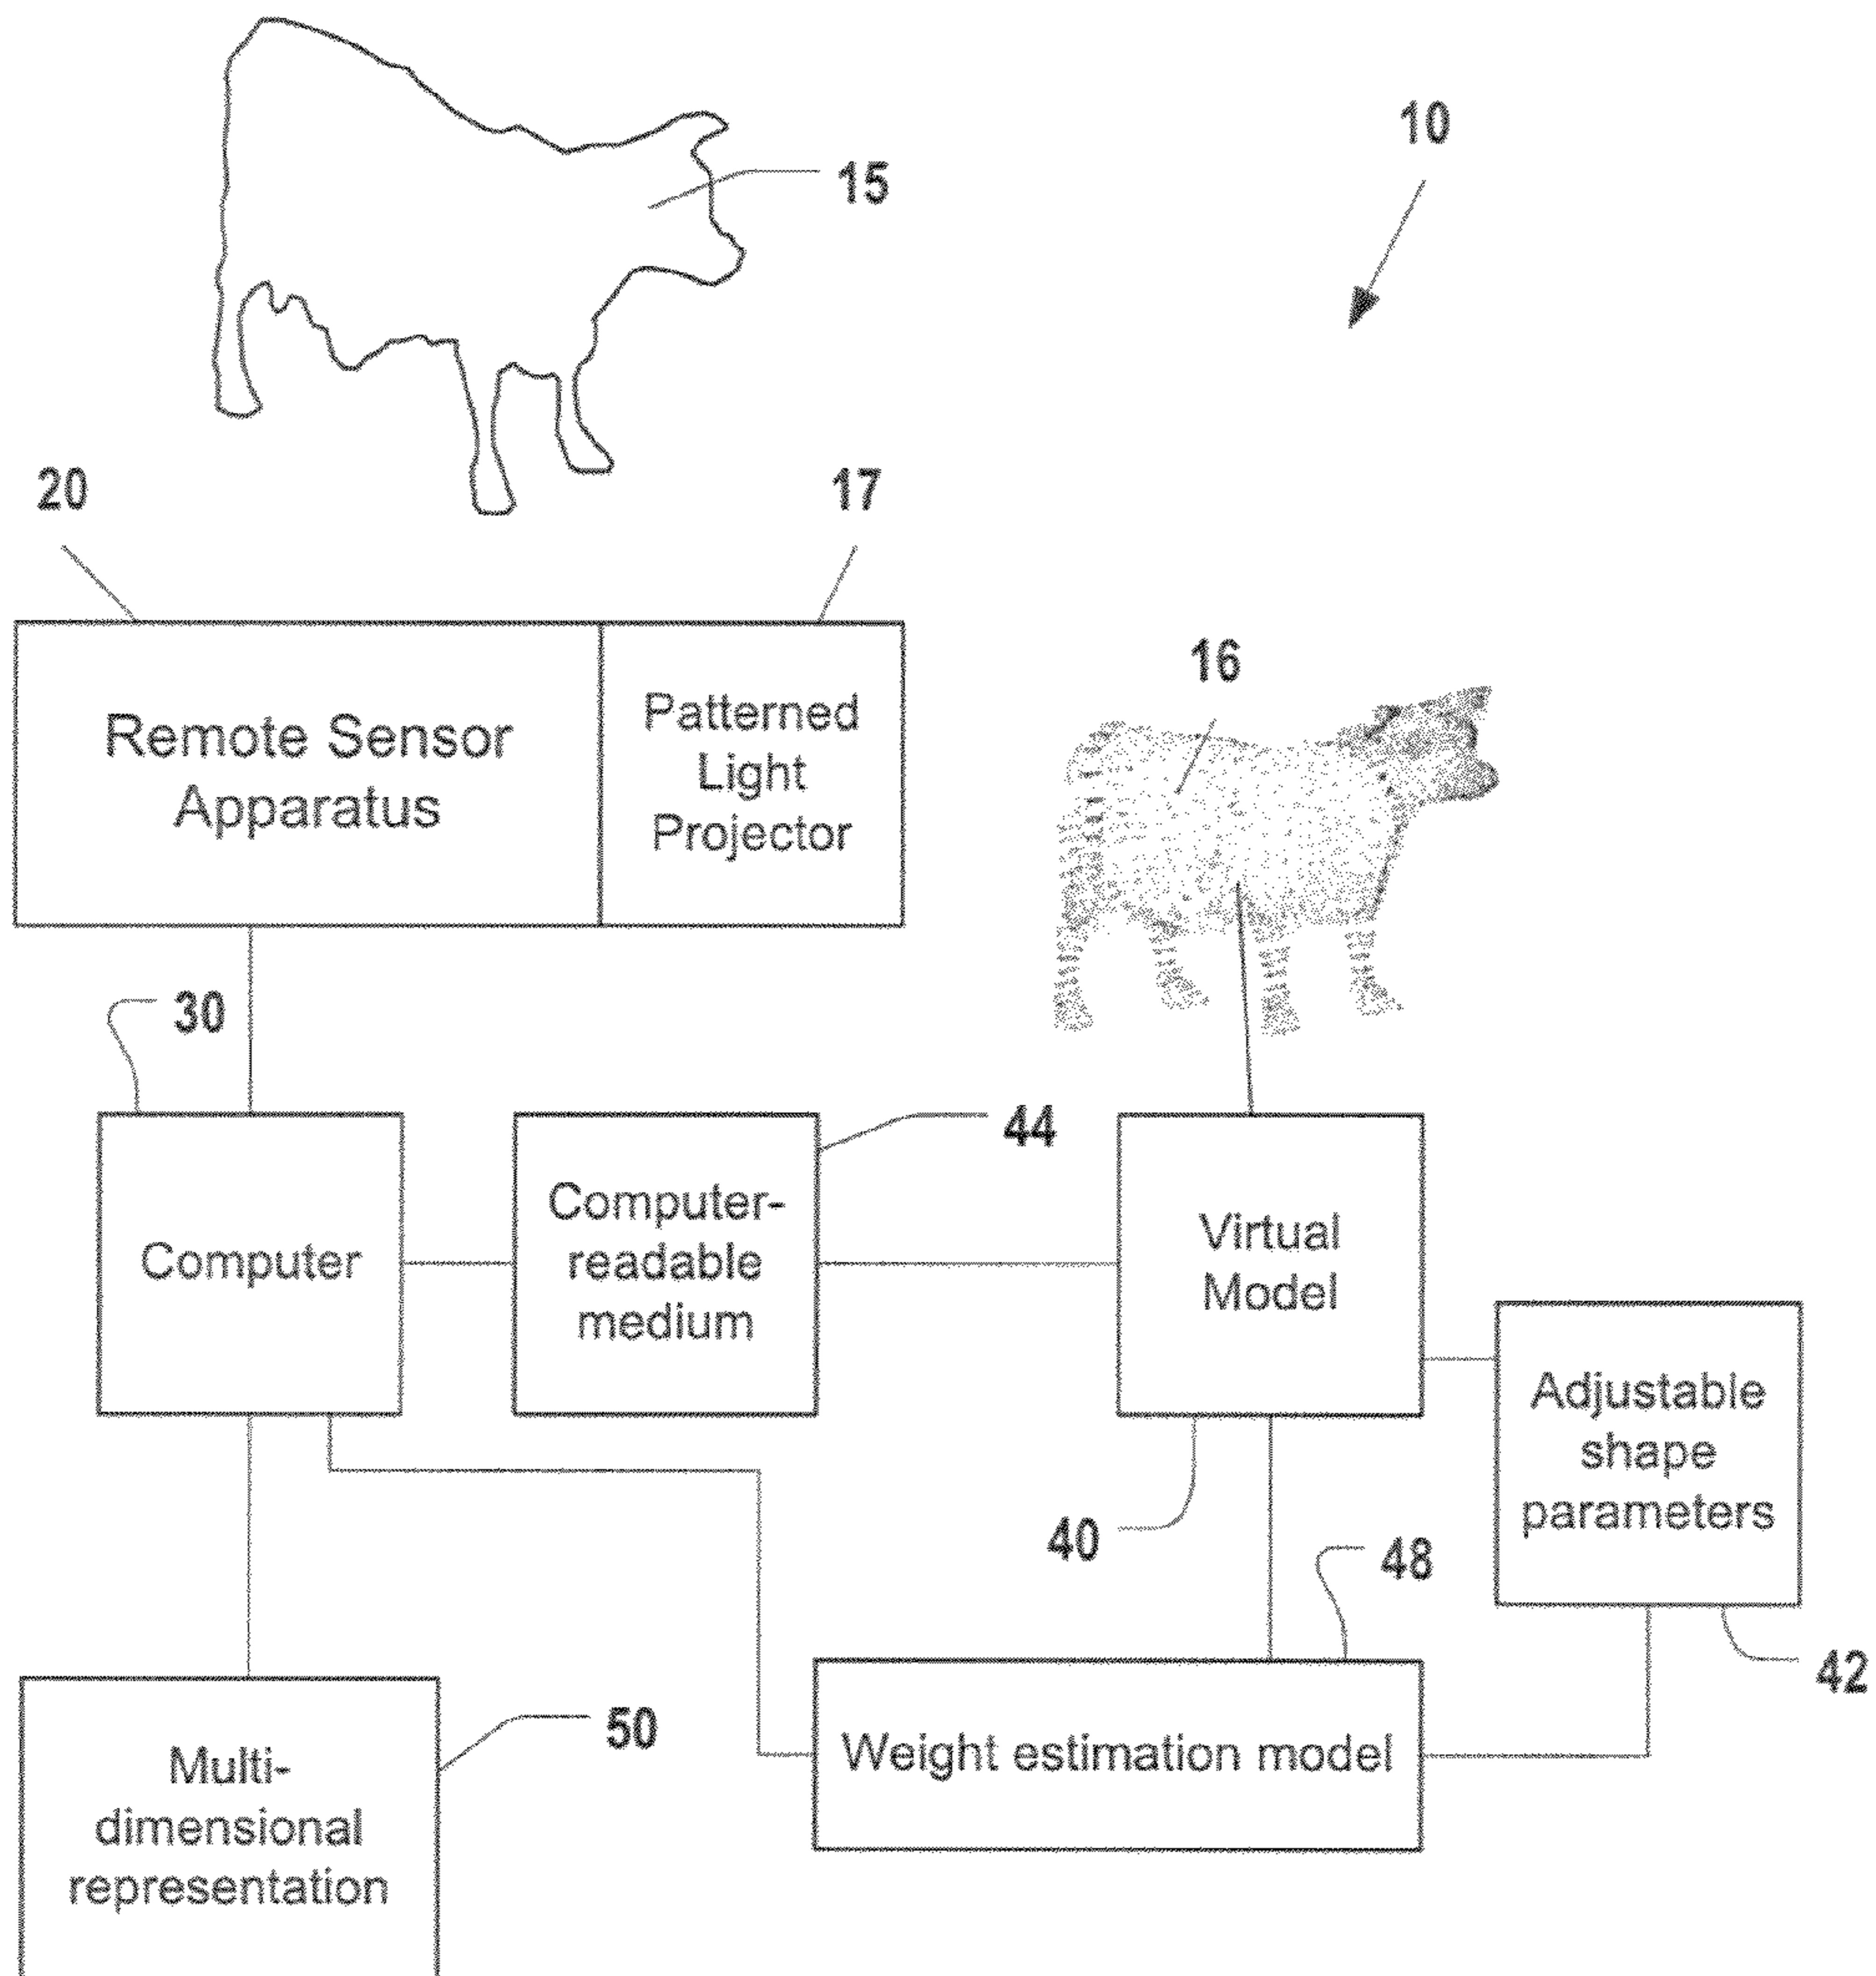 10
15
20
17
Remote Sensor
Apparatus
Patterned
Light
Projector
16
30
44
Computer
Computer-
readable
medium
Virtual
Model
Adjustable
shape
parameters
40
48
42
Multi-
dimensional
representation
50
Weight estimation model